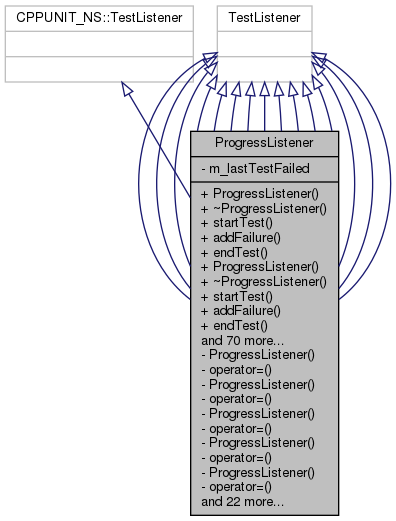 CPPUNIT_NS::TestListener
TestListener
ProgressListener
- m_lastTestFailed
+ ProgressListener()
+ ~ProgressListener()
+ startTest()
+ addFailure()
+ endTest()
+ ProgressListener()
+ ~ProgressListener()
+ startTest()
+ addFailure()
+ endTest()
and 70 more...
- ProgressListener()
- operator=()
- ProgressListener()
- operator=()
- ProgressListener()
- operator=()
- ProgressListener()
- operator=()
- ProgressListener()
- operator=()
and 22 more...